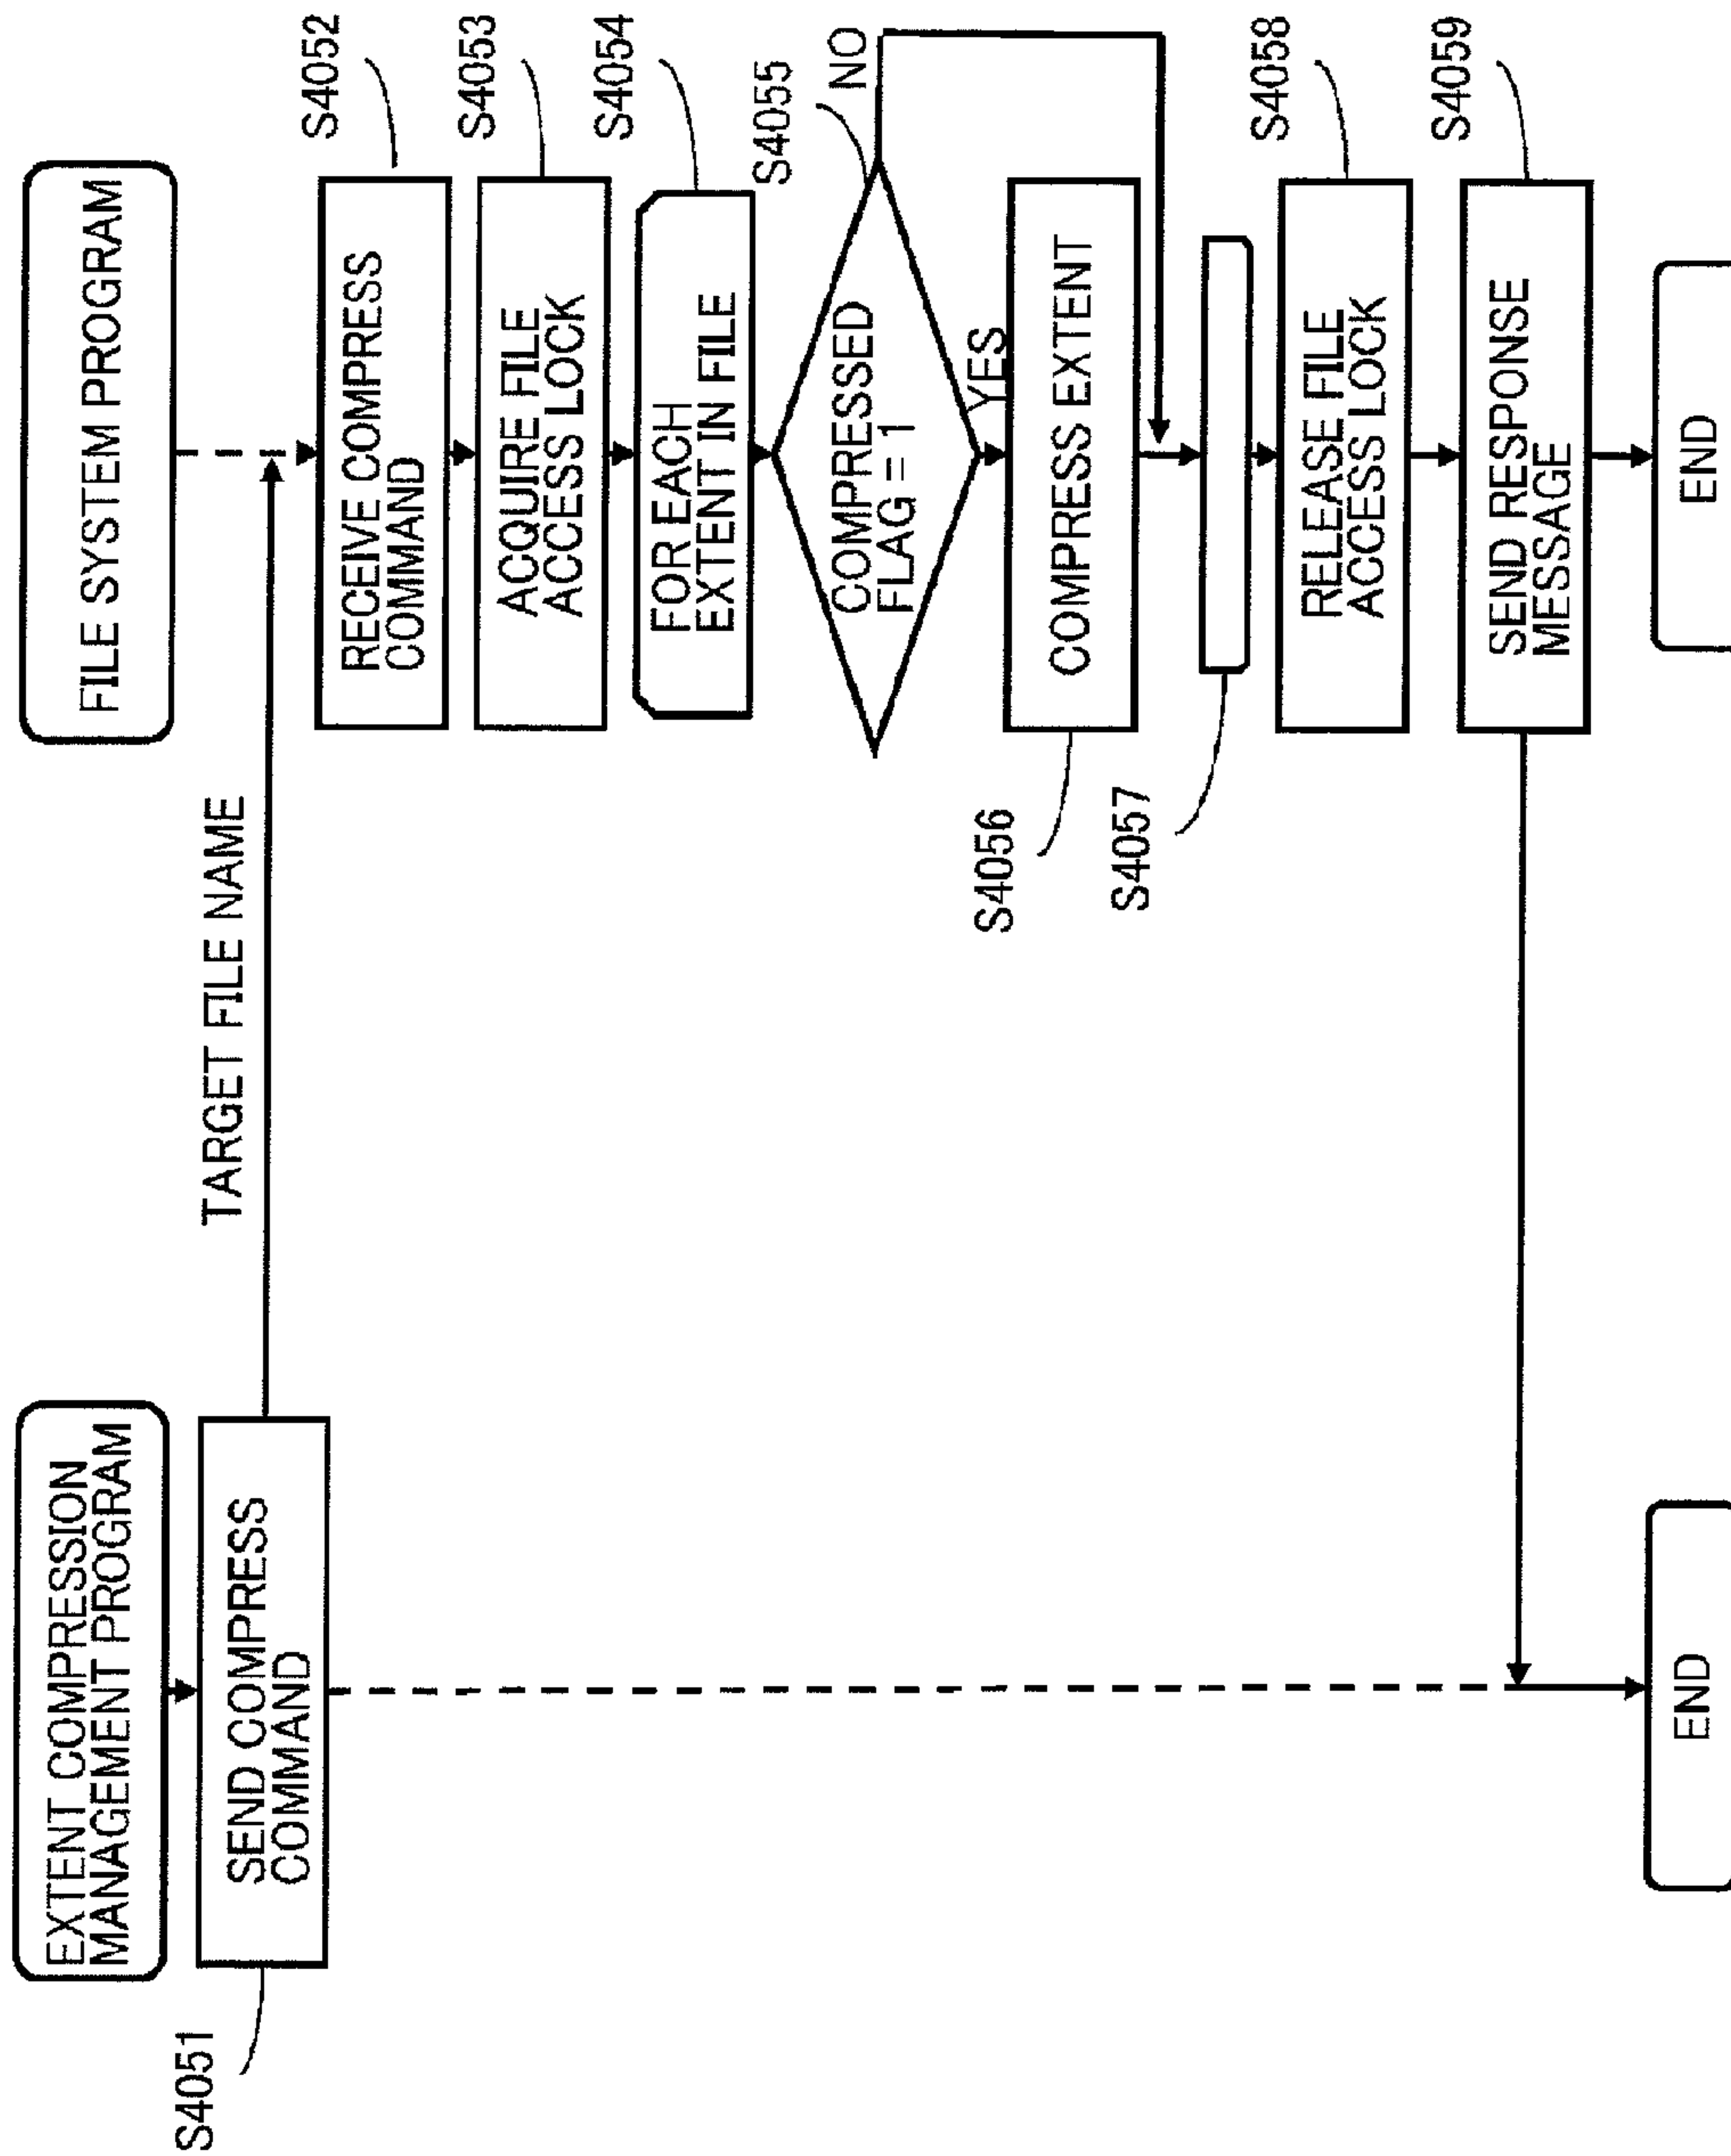 EXTENT COMPRESSION
MANAGEMENT PROGRAM
S4051
SEND COMPRESS
COMMAND
TARGET FILE NAME
END
FILE SYSTEM PROGRAM
RECEIVE COMPRESS
COMMAND
S4052
ACQUIRE FILE
ACCESS LOCK
S4053
FOR EACH
EXTENT IN FILE
S4054
COMPRESSED
FLAG = 1
S4055
NO
YES
COMPRESS EXTENT
S4056
S4057
RELEASE FILE
ACCESS LOCK
S4058
SEND RESPONSE
MESSAGE
S4059
END